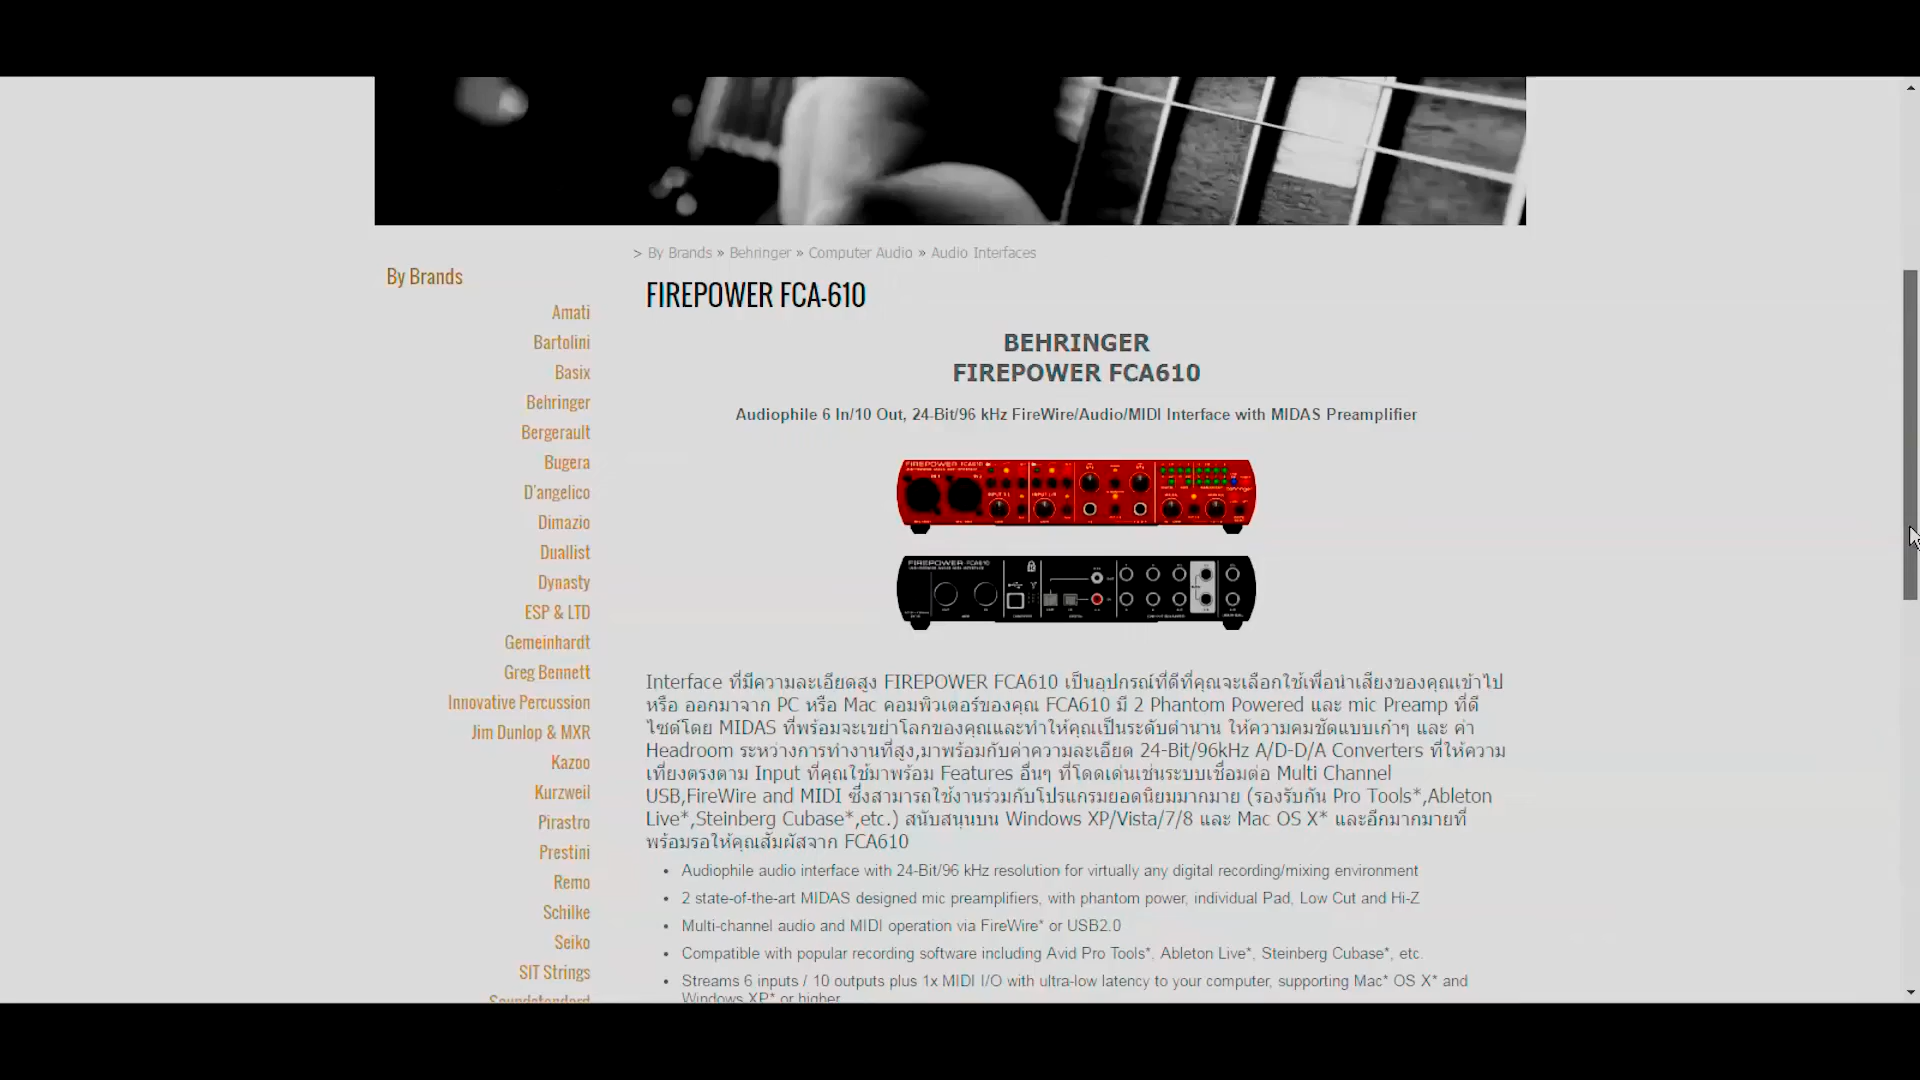 > By Brands » Behringer » Computer Audio » Audio Interfaces
By Brands
Amati
Bartolini
Basix
Behringer
Bergerault
Bugera
D'angelico
Dimazio
Duallist
Dynasty
ESP & LTD
Gemeinhardt
Greg Bennett
Innovative Percussion
Jim Dunlop & MXR
Kazoo
Kurzweil
Pirastro
Prestini
Remo
Schilke
Seiko
SIT Strings
Soundstandard
FIREPOWER FCA-610
BEHRINGER
FIREPOWER FCA610
Audiophile 6 In/10 Out, 24-Bit/96 kHz FireWire/Audio/MIDI Interface with MIDAS Preamplifier
FIREPOWER FCA610
FIREPOWER FCA610
Interface ที่มีความละเอียดสูง FIREPOWER FCA610 เป็นอุปกรณ์ที่ดีที่คุณจะเลือกใช้เพื่อนำเสียงของคุณเข้าไป
หรือ ออกมาจาก PC หรือ Mac คอมพิวเตอร์ของคุณ FCA610 มี 2 Phantom Powered และ mic Preamp ที่ดี
ไซด์โดย MIDAS ที่พร้อมจะเขย่าโลกของคุณและทำให้คุณเป็นระดับตำนาน ให้ความคมชัดแบบเก๋าๆ และ ค่า
Headroom ระหว่างการทำงานที่สูง,มาพร้อมกับค่าความละเอียด 24-Bit/96kHz A/D-D/A Converters ที่ให้ความ
เที่ยงตรงตาม Input ที่คุณใช้มาพร้อม Features อื่นๆ ที่โดดเด่นเช่นระบบเชื่อมต่อ Multi Channel
USB,FireWire and MIDI ซึ่งสามารถใช้งานร่วมกับโปรแกรมยอดนิยมมากมาย (รองรับกัน Pro Tools*,Ableton
Live*,Steinberg Cubase*,etc.) สนับสนุนบน Windows XP/Vista/7/8 และ Mac OS X* และอีกมากมายที่
พร้อมรอให้คุณสัมผัสจาก FCA610
• Audiophile audio interface with 24-Bit/96 kHz resolution for virtually any digital recording/mixing environment
• 2 state-of-the-art MIDAS designed mic preamplifiers, with phantom power, individual Pad, Low Cut and Hi-Z
• Multi-channel audio and MIDI operation via FireWire* or USB2.0
• Compatible with popular recording software including Avid Pro Tools*, Ableton Live*, Steinberg Cubase*, etc.
• Streams 6 inputs / 10 outputs plus 1x MIDI I/O with ultra-low latency to your computer, supporting Mac* OS X* and
Windows XP* or higher